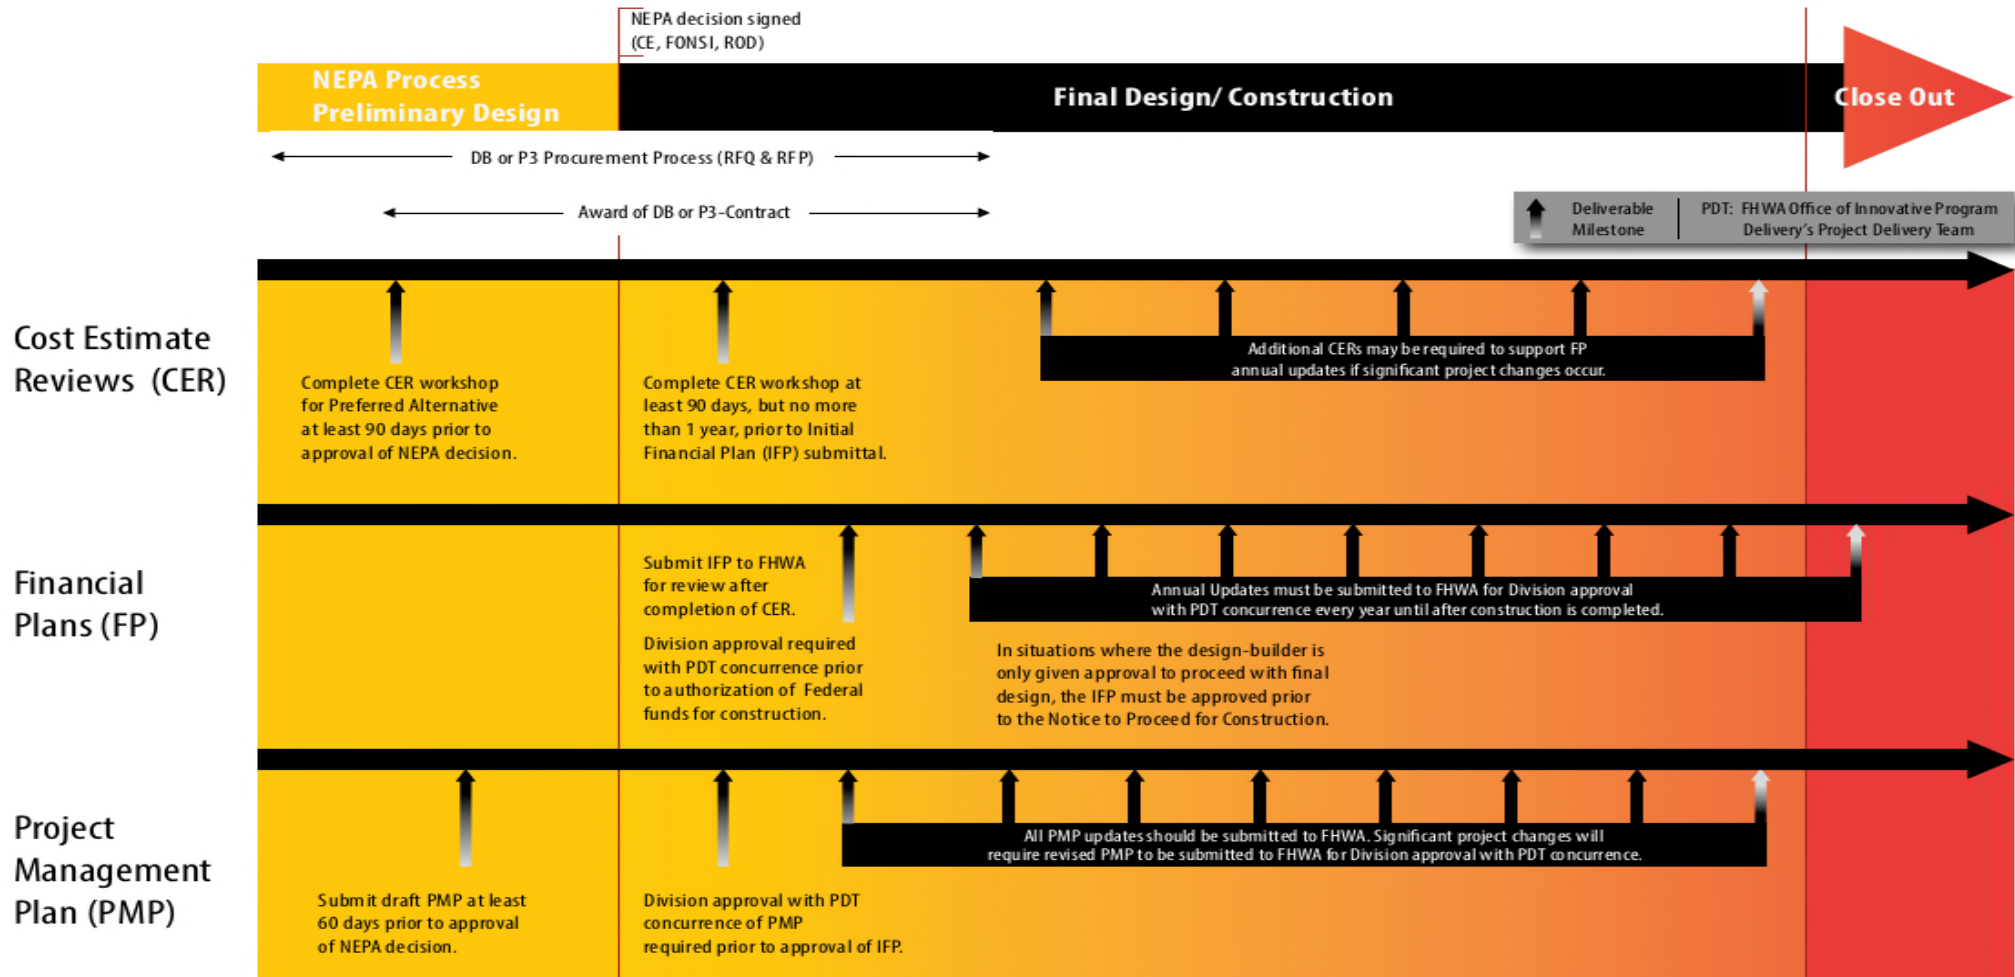 NEPA decision signed
(CE, FONSI, ROD)
NEPA Process
Preliminary Design
Final Design/ Construction
Close Out
DB or P3 Procurement Process (RFQ & RFP)
Award of DB or P3-Contract
Deliverable
Milestone
PDT: FHWA Office of Innovative Program
Delivery's Project Delivery Team
Cost Estimate
Reviews (CER)
Complete CER workshop
for Preferred Alternative
at least 90 days prior to
approval of NEPA decision.
Complete CER workshop at
least 90 days, but no more
than 1 year, prior to Initial
Financial Plan (IFP) submittal.
Additional CERs may be required to support FP
annual updates if significant project changes occur.
Financial
Plans (FP)
Submit IFP to FHWA
for review after
completion of CER.
Division approval required
with PDT concurrence prior
to authorization of Federal
funds for construction.
Annual Updates must be submitted to FHWA for Division approval
with PDT concurrence every year until after construction is completed.
In situations where the design-builder is
only given approval to proceed with final
design, the IFP must be approved prior
to the Notice to Proceed for Construction.
Project
Management
Plan (PMP)
Submit draft PMP at least
60 days prior to approval
of NEPA decision.
Division approval with PDT
concurrence of PMP
required prior to approval of IFP.
All PMP updates should be submitted to FHWA. Significant project changes will
require revised PMP to be submitted to FHWA for Division approval with PDT concurrence.